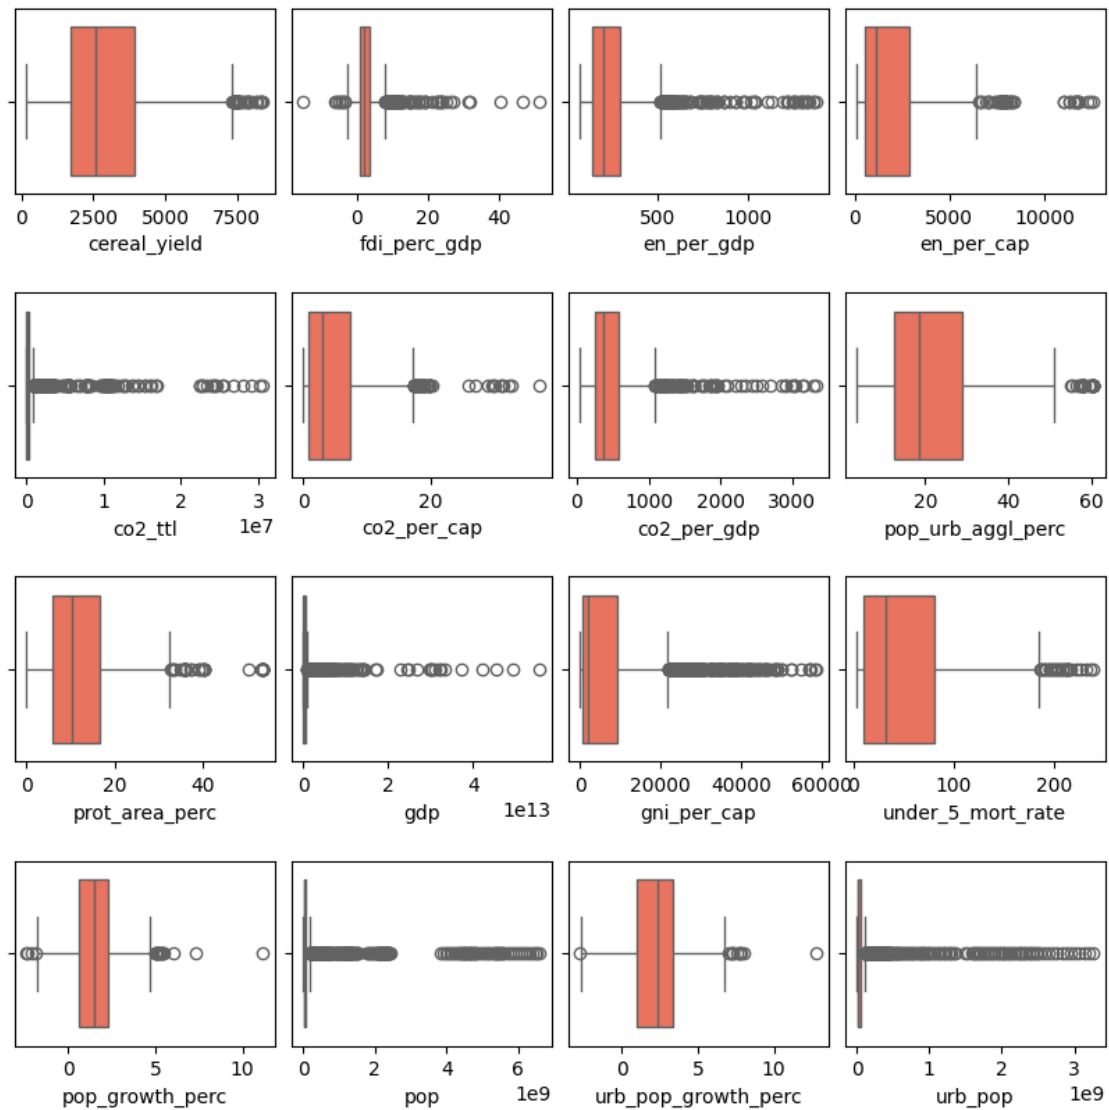 0 2500 5000 7500
cereal_yield
0 20 40
fdi_perc_gdp
500 1000
en_per_gdp
0 5000 10000
en_per_cap
0 1 2 3
1e7
co2_ttl
0 20
co2_per_cap
0 1000 2000 3000
co2_per_gdp
20 40 60
pop_urb_aggl_perc
0 20 40
prot_area_perc
0 2 4
1e13
gdp
0 20000 40000 60000
gni_per_cap
0 100 200
under_5_mort_rate
0 5 10
pop_growth_perc
0 2 4 6
1e9
pop
0 5 10
urb_pop_growth_perc
0 1 2 3
1e9
urb_pop